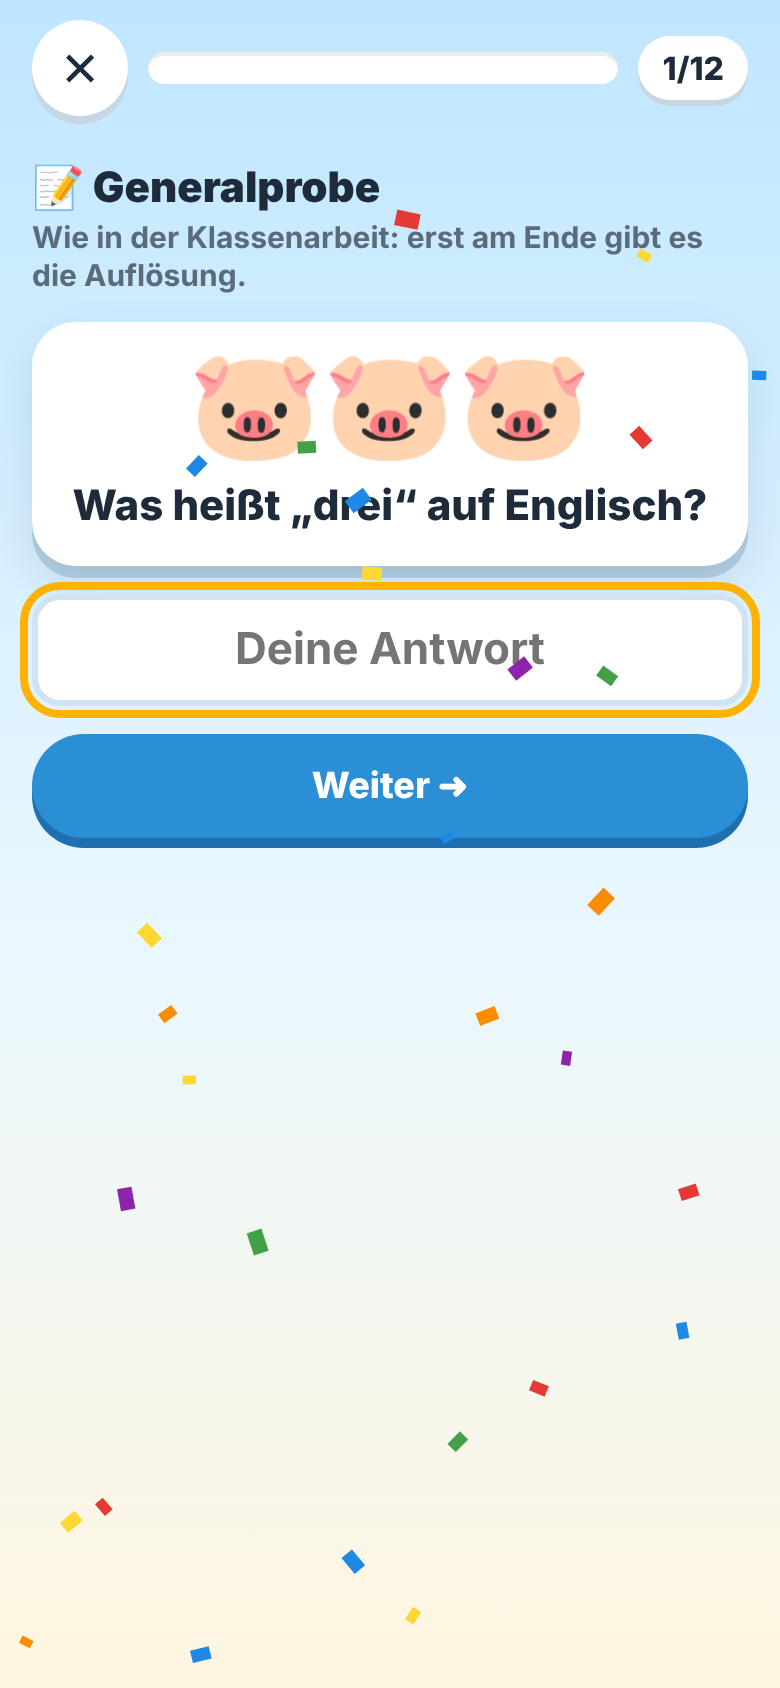 1/12
Generalprobe
Wie in der Klassenarbeit: erst am Ende gibt es
die Auflösung.
Was heißt „drei“ auf Englisch?
Deine Antwort
Weiter ➜